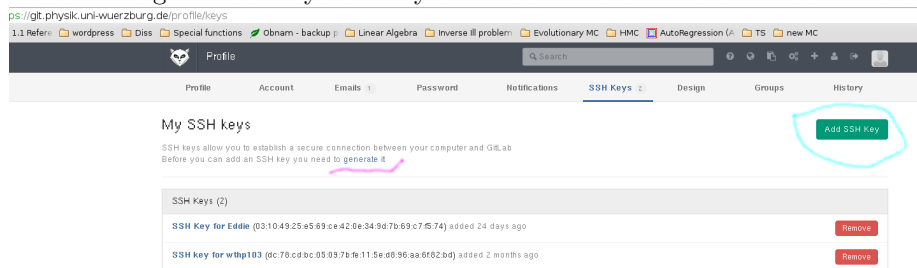 ps://git.physik.uni-wuerzburg.de/profile/keys
1.1 Refere wordpress Diss Special functions Obnam - backup p Linear Algebra Inverse Ill problem Evolutionary MC HMC AutoRegression (A TS new MC
Profile Search
Profile Account Emails 1 Password Notifications SSH Keys 2 Design Groups History
My SSH keys
Add SSH Key
SSH keys allow you to establish a secure connection between your computer and GitLab
Before you can add an SSH key you need to generate it
SSH Keys (2)
SSH Key for Eddie (03:10:49:25:e5:69:ce:42:0e:34:9d:7b:69:c7:f5:74) added 24 days ago Remove
SSH key for wthp103 (dc:78:cd:bc:05:09:7b:fe:11:5e:d8:96:aa:6f:82:bd) added 2 months ago Remove